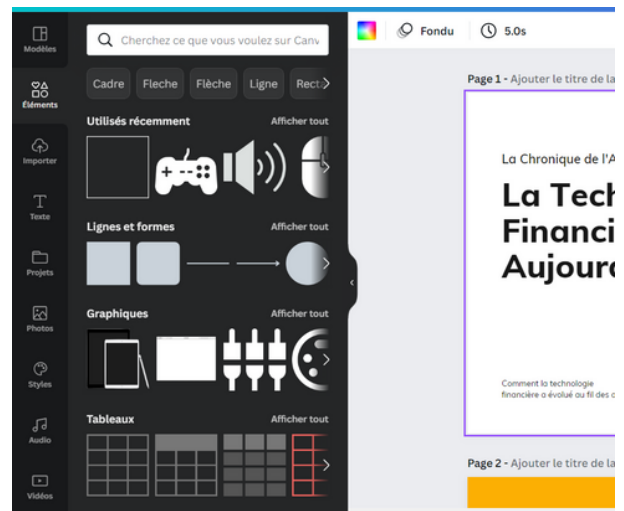 Modèles
Éléments
Importer
Texte
Projets
Photos
Styles
Audio
Vidéos
Cherchez ce que vous voulez sur Canv
Cadre Fleche Flèche Ligne Recta
Utilisés récemment Afficher tout
Lignes et formes Afficher tout
Graphiques Afficher tout
Tableaux Afficher tout
Fondu 5.0s
Page 1 - Ajouter le titre de la
La Chronique de l'A
La Tech
Financi
Aujourd
Comment la technologie
financière a évolué au fil des
Page 2 - Ajouter le titre de la